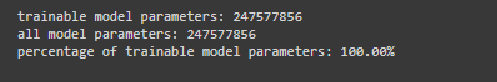 trainable model parameters: 247577856
all model parameters: 247577856
percentage of trainable model parameters: 100.00%